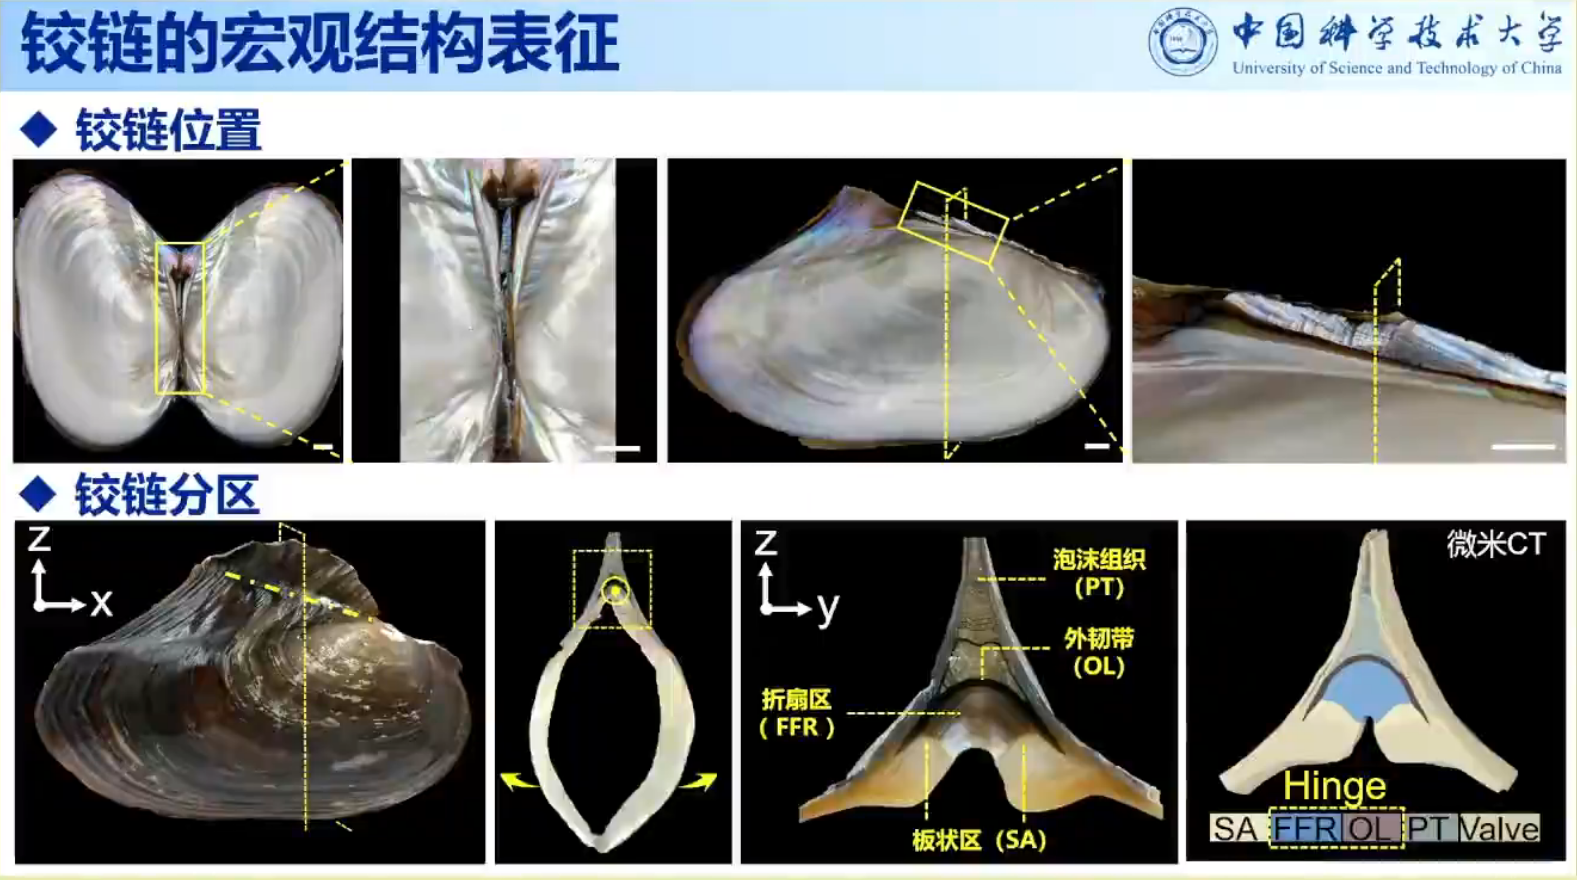 铰链的宏观结构表征
中国科学技术大学
University of Science and Technology of China
铰链位置
铰链分区
Z
X
Z
y
泡沫组织
（PT）
外韧带
（OL）
折扇区
（FFR）
板状区（SA）
微米CT
Hinge
SA FFR OL PT Valve